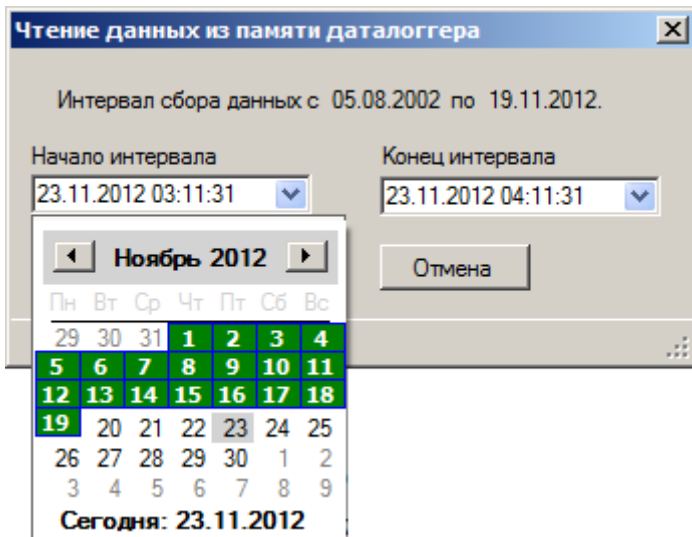 Чтение данных из памяти даталоггера
Интервал сбора данных с 05.08.2002 по 19.11.2012.
Начало интервала
Конец интервала
23.11.2012 03:11:31
23.11.2012 04:11:31
Ноябрь 2012
Отмена
Пн Вт Ср Чт Пт Сб Вс
29 30 31 1 2 3 4
5 6 7 8 9 10 11
12 13 14 15 16 17 18
19 20 21 22 23 24 25
26 27 28 29 30 1 2
3 4 5 6 7 8 9
Сегодня: 23.11.2012